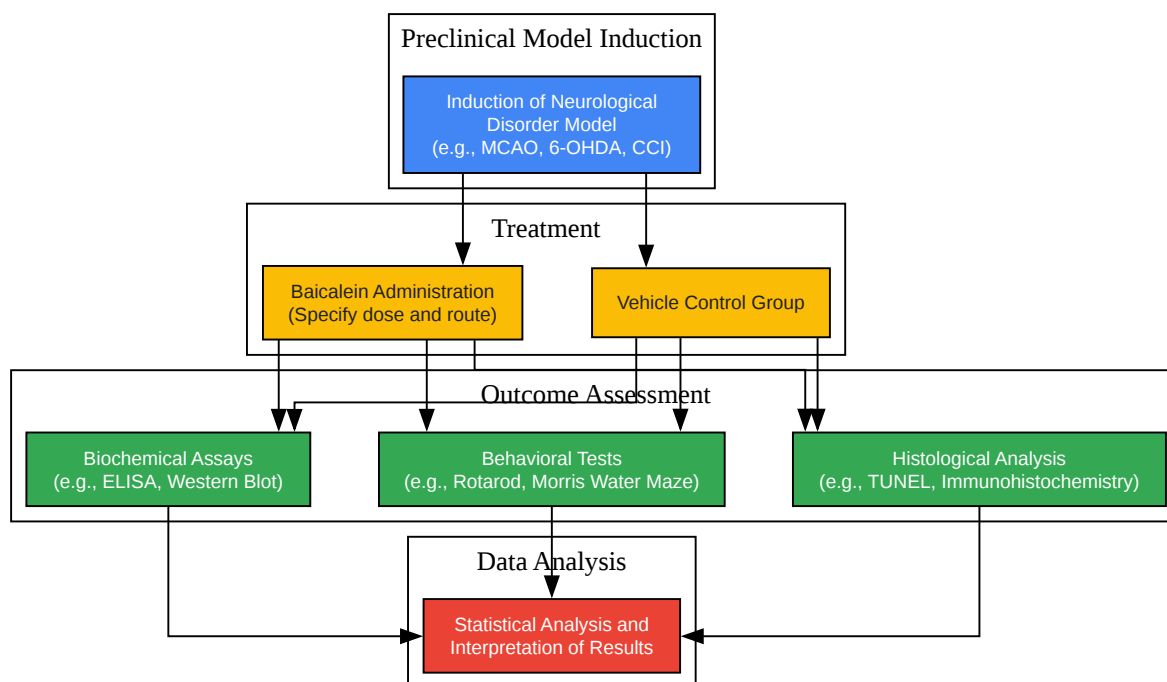 Preclinical Model Induction
Induction of Neurological
Disorder Model
(e.g., MCAO, 6-OHDA, CCI)
Treatment
Baicalein Administration
(Specify dose and route)
Vehicle Control Group
Outcome Assessment
Biochemical Assays
(e.g., ELISA, Western Blot)
Behavioral Tests
(e.g., Rotarod, Morris Water Maze)
Histological Analysis
(e.g., TUNEL, Immunohistochemistry)
Data Analysis
Statistical Analysis and
Interpretation of Results